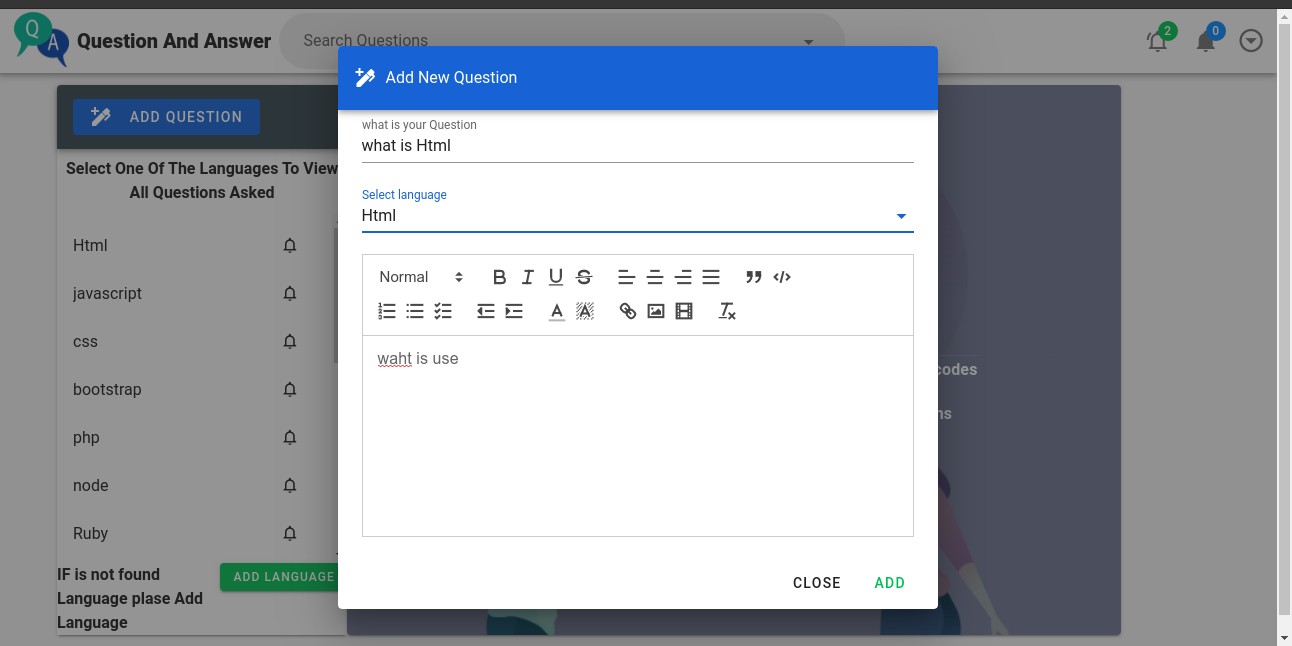 Q
A
Question And Answer
Search Questions
2
0
ADD QUESTION
Select One Of The Languages To View
All Questions Asked
Html
javascript
css
bootstrap
php
node
Ruby
IF is not found
Language plase Add
Language
ADD LANGUAGE
Add New Question
what is your Question
what is Html
Select language
Html
Normal
waht is use
CLOSE
ADD
codes